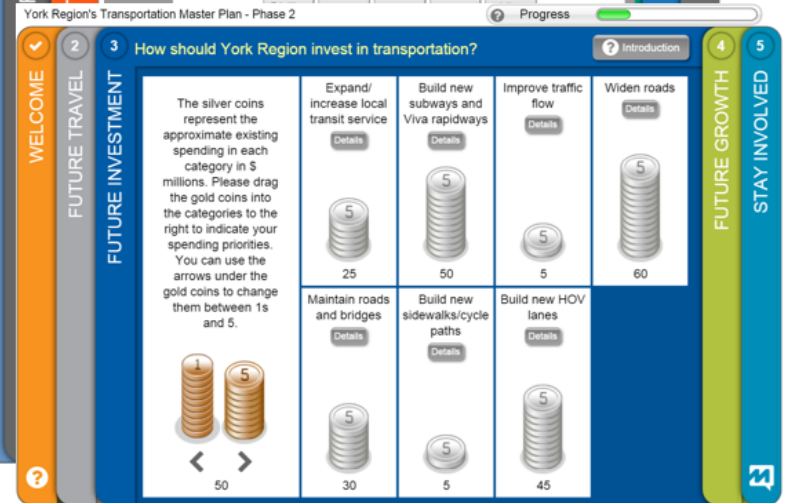 York Region's Transportation Master Plan - Phase 2
? Progress
WELCOME
2
FUTURE TRAVEL
3
FUTURE INVESTMENT
How should York Region invest in transportation?
? Introduction
4
FUTURE GROWTH
5
STAY INVOLVED
The silver coins
represent the
approximate existing
spending in each
category in $
millions. Please drag
the gold coins into
the categories to the
right to indicate your
spending priorities.
You can use the
arrows under the
gold coins to change
them between 1s
and 5.
1
5
50
Expand/
increase local
transit service
Details
5
25
Build new
subways and
Viva rapidways
Details
5
50
Improve traffic
flow
Details
5
5
Widen roads
Details
5
60
Maintain roads
and bridges
Details
5
30
Build new
sidewalks/cycle
paths
Details
5
5
Build new HOV
lanes
Details
5
45
?